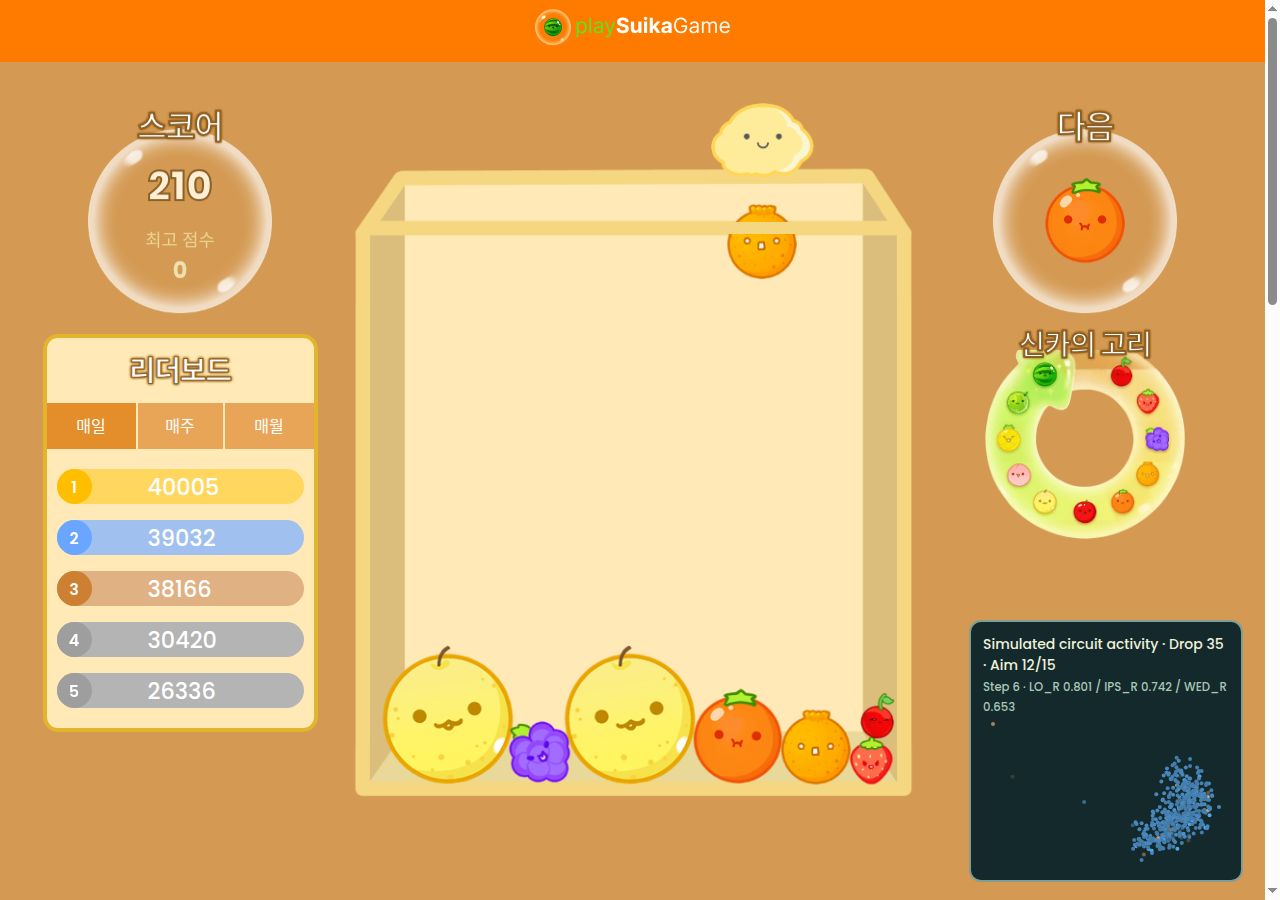 playSuikaGame
스코어
210
최고 점수
0
리더보드
매일 매주 매월
1 40005
2 39032
3 38166
4 30420
5 26336
다음
신카의 고리
Simulated circuit activity · Drop 35
· Aim 12/15
Step 6 · LO_R 0.801 / IPS_R 0.742 / WED_R
0.653